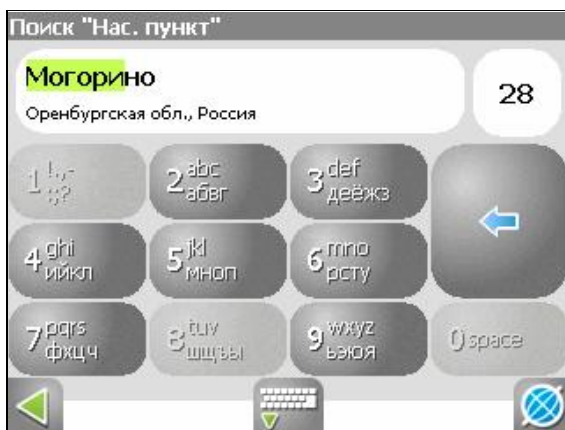 Поиск "Нас. пункт"
Могорино
Оренбургская обл., Россия
28
1 !,.- :;?
2 abc абвг
3 def деёжз
4 ghi ийкл
5 jkl мноп
6 mno рсту
7 pqrs фхцч
8 tuv шщъы
9 wxyz ьэюя
0 space